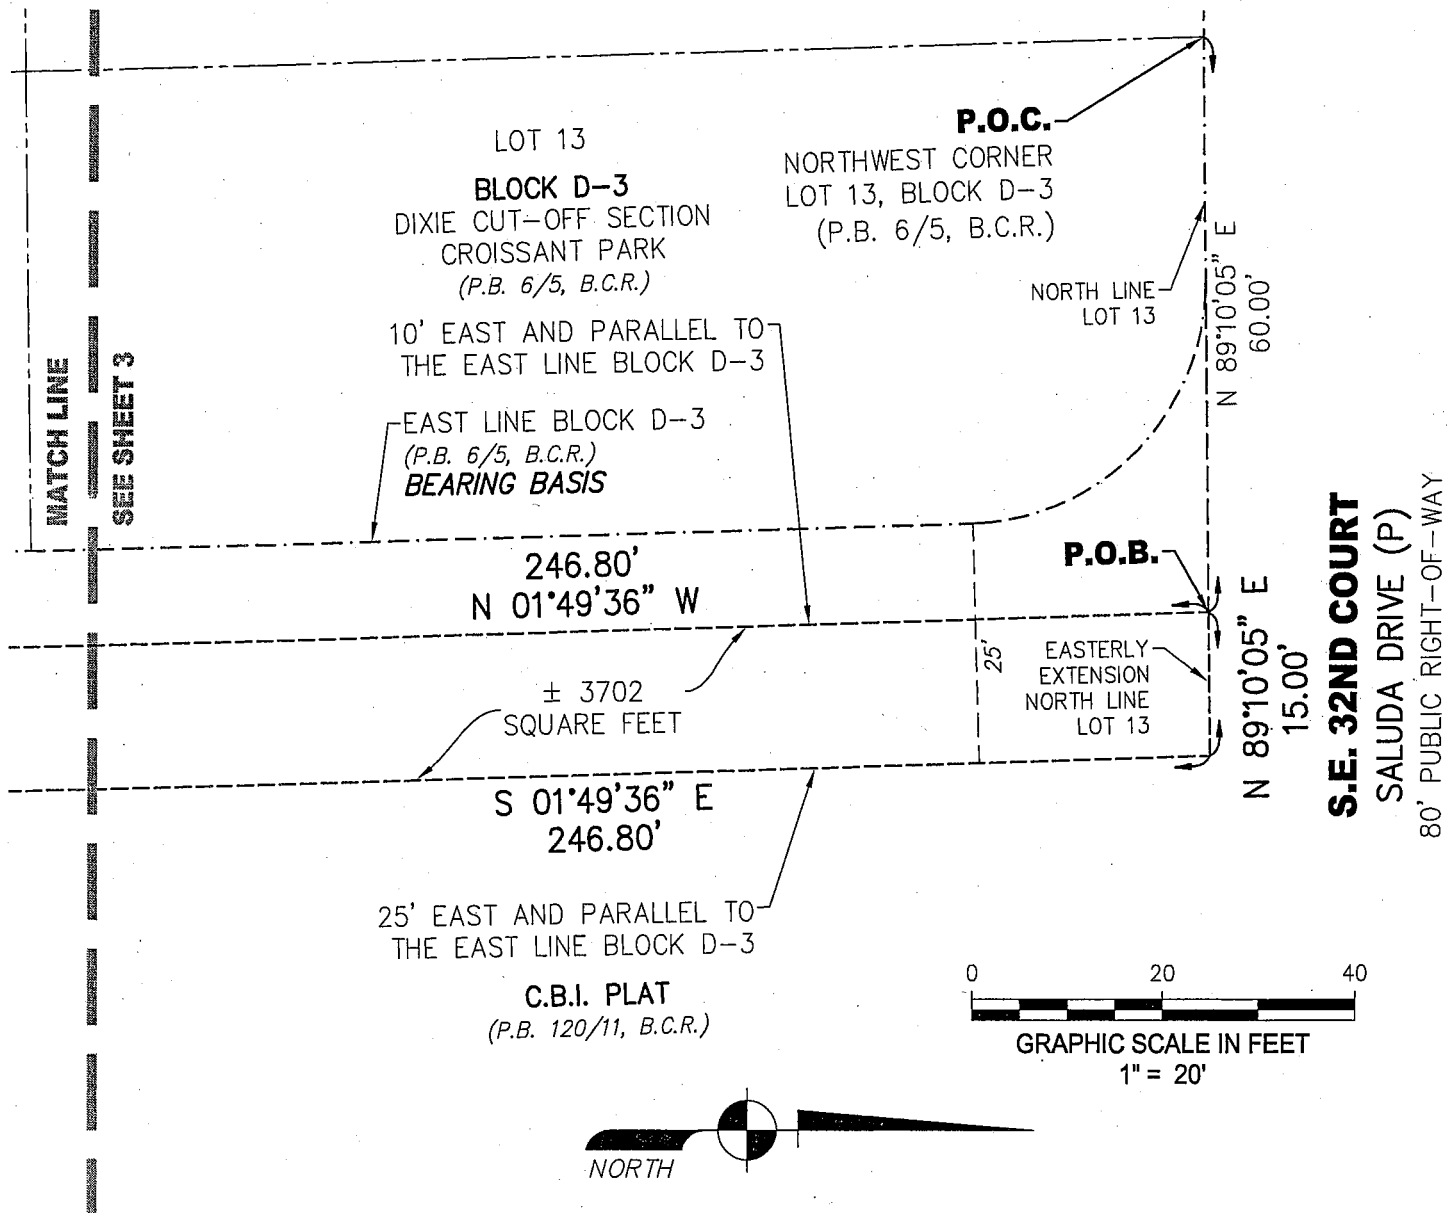 LOT 13
BLOCK D-3
DIXIE CUT-OFF SECTION
CROISSANT PARK
(P.B. 6/5, B.C.R.)
P.O.C.
NORTHWEST CORNER
LOT 13, BLOCK D-3
(P.B. 6/5, B.C.R.)
NORTH LINE
LOT 13
N 89°10'05" E
60.00'
10' EAST AND PARALLEL TO
THE EAST LINE BLOCK D-3
EAST LINE BLOCK D-3
(P.B. 6/5, B.C.R.)
BEARING BASIS
MATCH LINE
SEE SHEET 3
246.80'
N 01°49'36" W
P.O.B.
25'
EASTERLY
EXTENSION
NORTH LINE
LOT 13
± 3702
SQUARE FEET
N 89°10'05" E
15.00'
S.E. 32ND COURT
SALUDA DRIVE (P)
80' PUBLIC RIGHT-OF-WAY
S 01°49'36" E
246.80'
25' EAST AND PARALLEL TO
THE EAST LINE BLOCK D-3
C.B.I. PLAT
(P.B. 120/11, B.C.R.)
0 20 40
GRAPHIC SCALE IN FEET
1" = 20'
NORTH